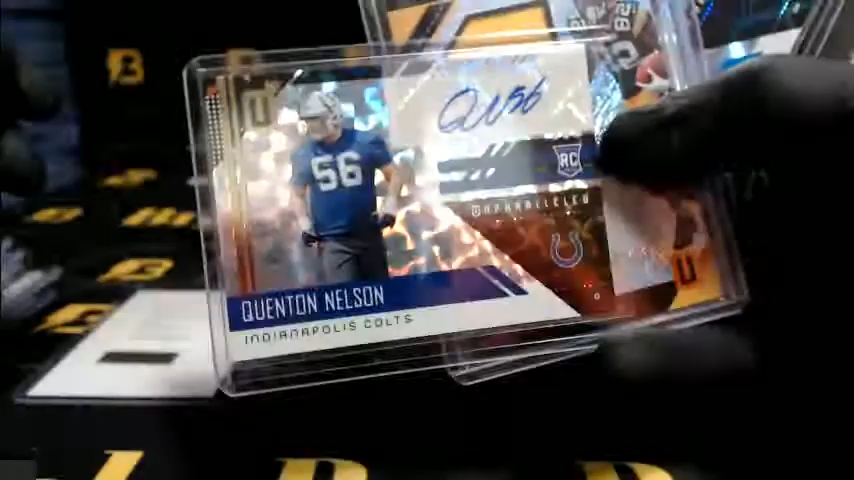 QN56
56
RC
UNPARALLELED
U
QUENTON NELSON
INDIANAPOLIS COLTS